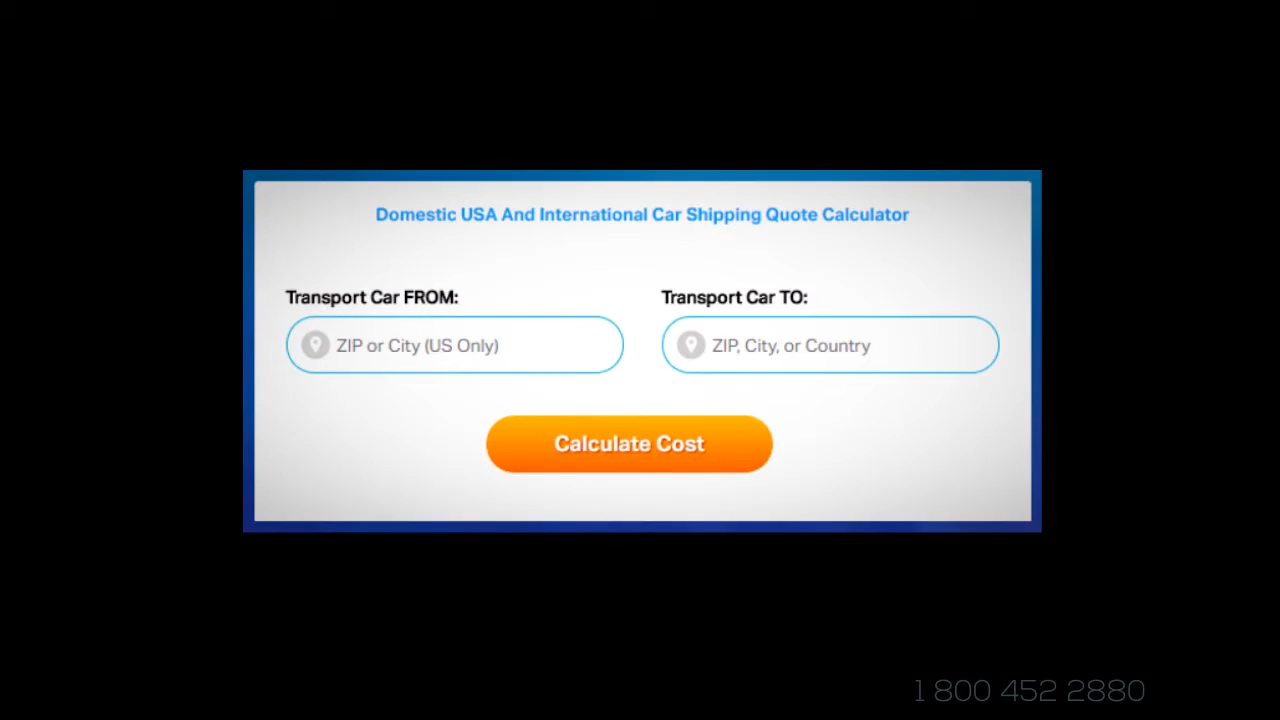 Domestic USA And International Car Shipping Quote Calculator
Transport Car FROM:
Transport Car TO:
ZIP or City (US Only)
ZIP, City, or Country
Calculate Cost
1 800 452 2880